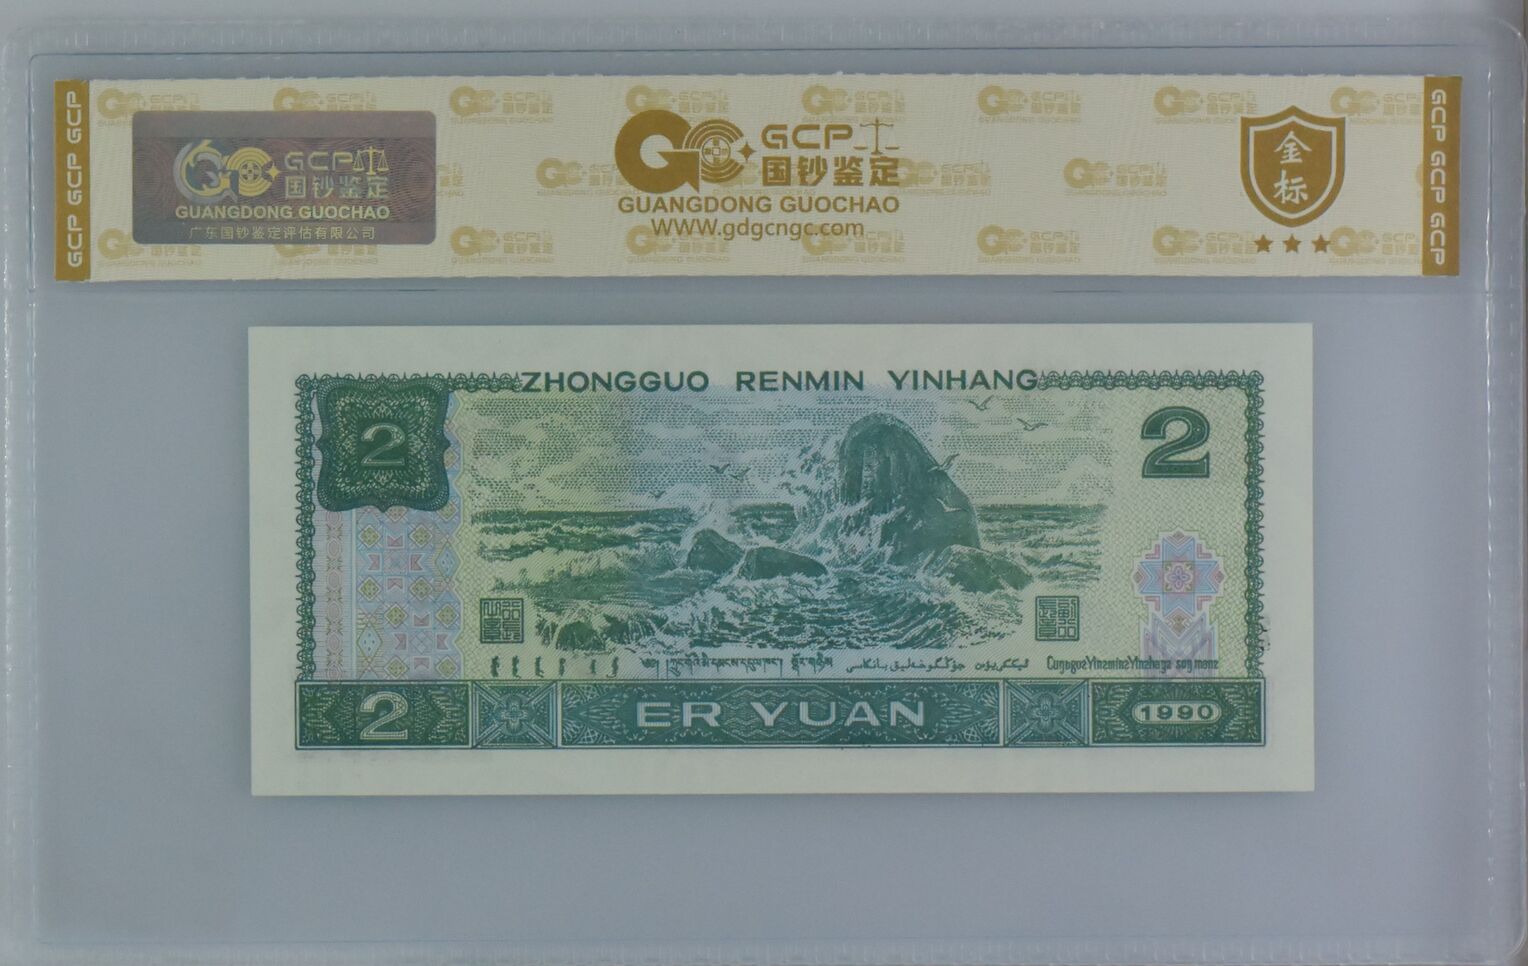 GCP GCP GCP
GCP
国钞鉴定
GUANGDONG GUOCHAO
广东国钞鉴定评估有限公司
GCP
国钞鉴定
GUANGDONG GUOCHAO
WWW.gdgcngc.com
金标
GCP GCP GCP
ZHONGGUO RENMIN YINHANG
2
2
2
ER YUAN
1990